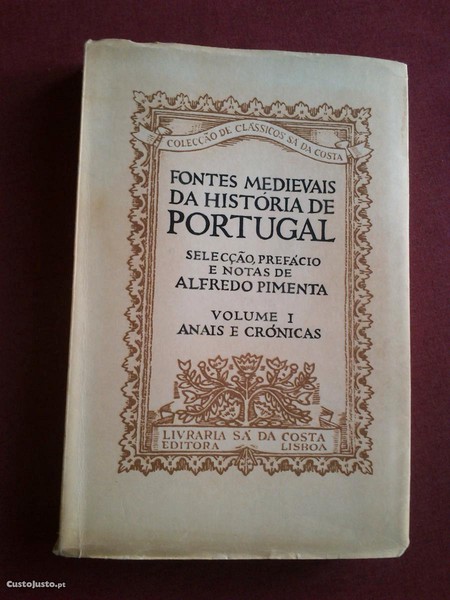 COLECÇÃO DE CLÁSSICOS SÁ DA COSTA
FONTES MEDIEVAIS
DA HISTÓRIA DE
PORTUGAL
SELECÇÃO, PREFÁCIO
E NOTAS DE
ALFREDO PIMENTA
VOLUME I
ANAIS E CRÓNICAS
LIVRARIA SÁ DA COSTA
EDITORA LISBOA
CustoJusto.pt